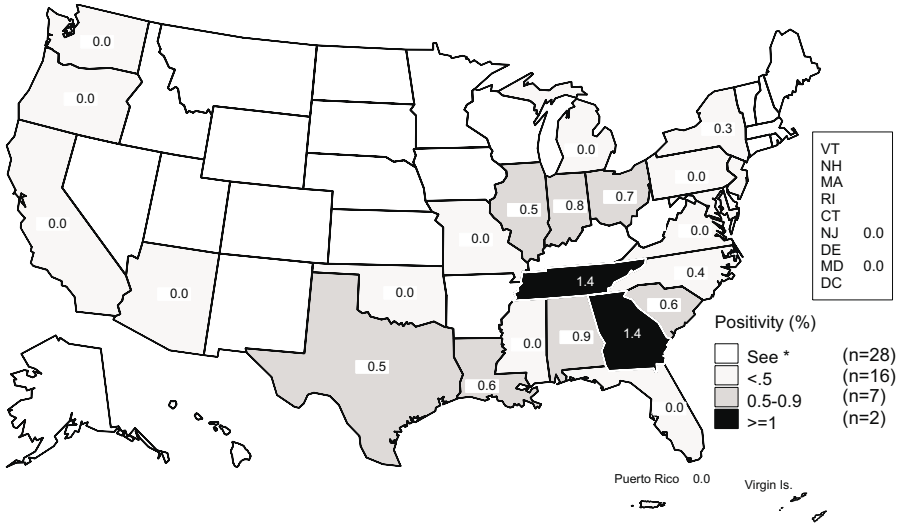 0.0
0.0
0.3
0.0
0.0
0.7
0.5
0.8
0.0
0.0
0.0
0.4
0.0
0.0
1.4
0.6
0.0
0.9
1.4
0.5
0.6
0.0
VT
NH
MA
RI
CT
NJ 0.0
DE
MD 0.0
DC
Positivity (%)
See * (n=28)
<.5 (n=16)
0.5-0.9 (n=7)
>=1 (n=2)
Puerto Rico 0.0
Virgin Is.